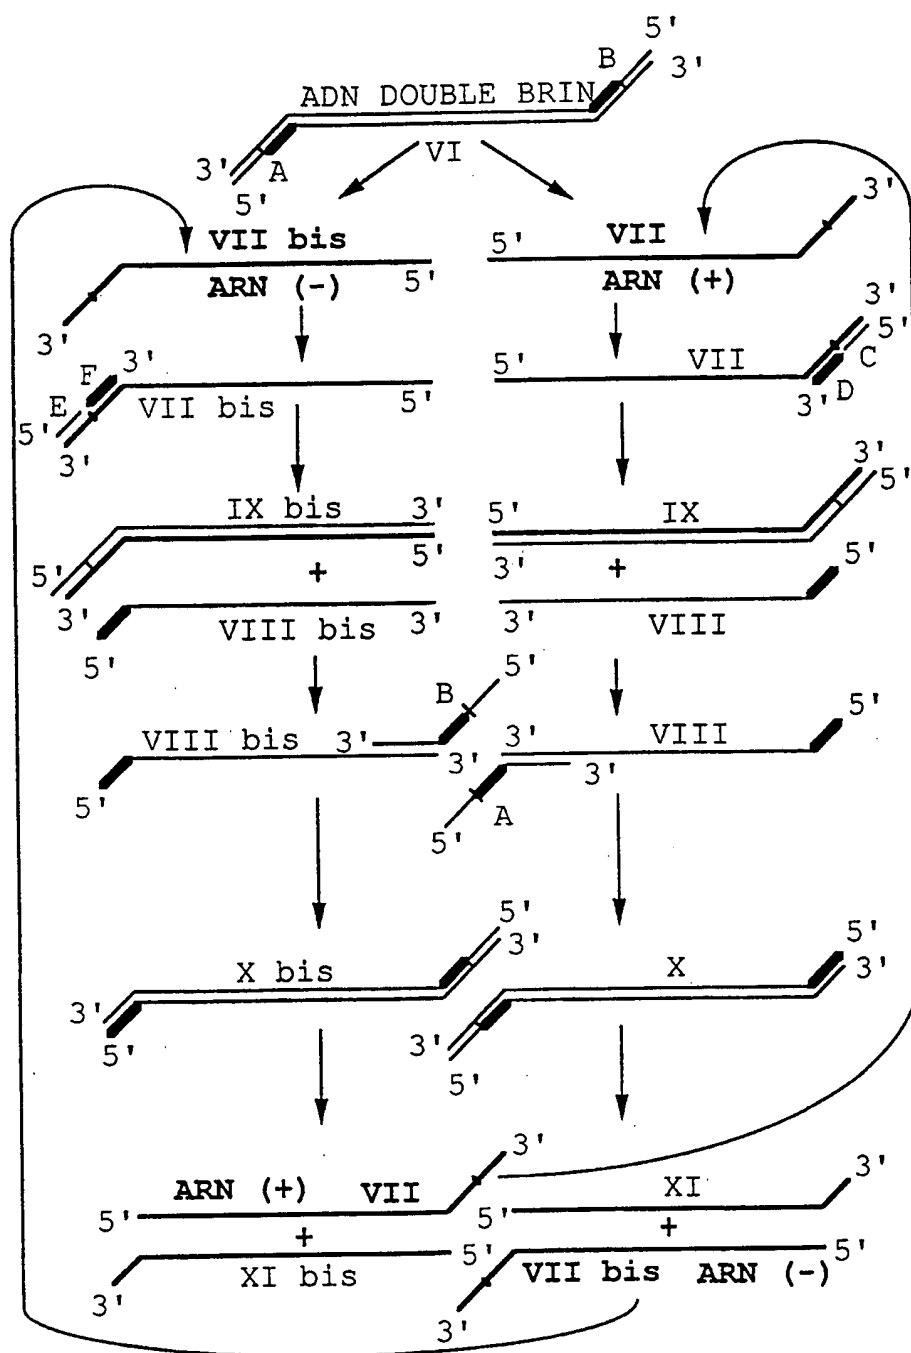 5'
B
3'
ADN DOUBLE BRIN
VI
3'
A
5'
3'
VII bis
5'
VII
ARN (-)
5'
ARN (+)
3'
3'
3'
5'
F
5'
VII
C
E
VII bis
5'
3'
D
5'
3'
3'
IX bis
3'
5'
IX
5'
5'
5'
3'
+
+
5'
3'
VIII bis
3'
3'
VIII
5'
5'
B
5'
VIII bis
3'
3'
VIII
3'
3'
5'
A
5'
5'
5'
3'
X bis
X
3'
3'
3'
5'
5'
3'
3'
ARN (+)
VII
XI
5'
5'
+
+
XI bis
5'
5'
VII bis
ARN (-)
3'
3'